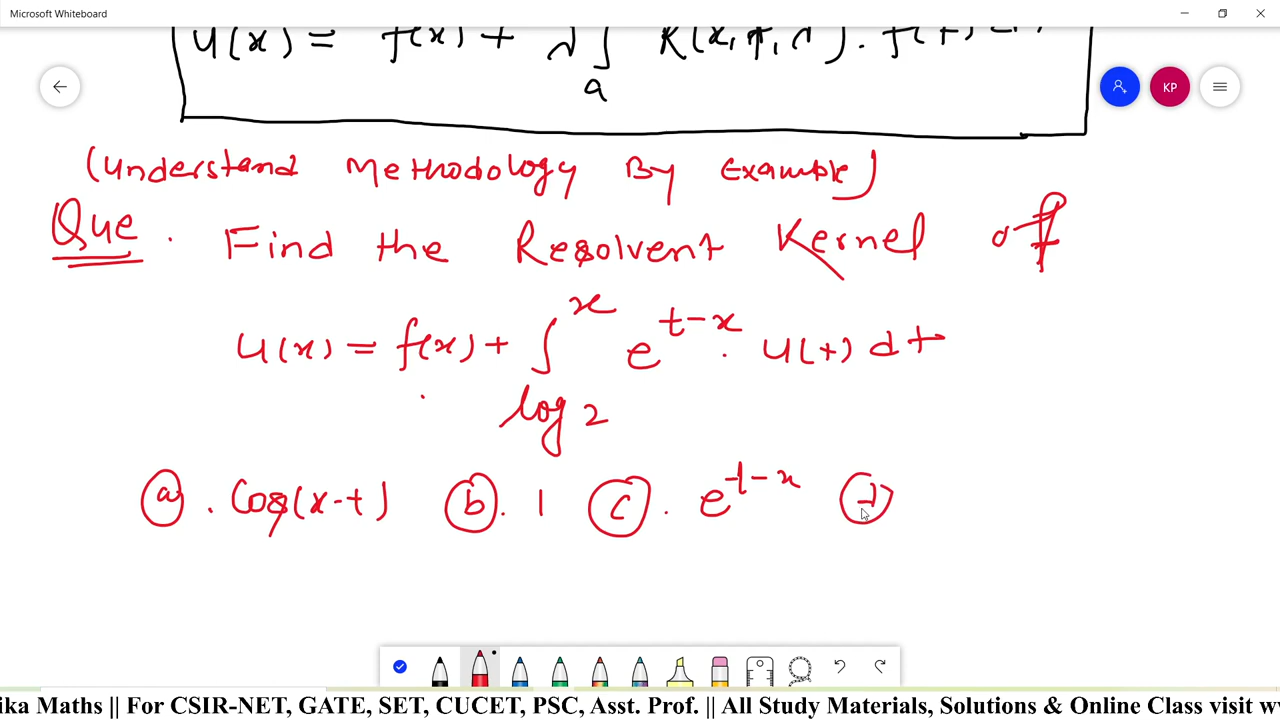 Microsoft Whiteboard
u(x) = f(x) + λ∫ K(x,t,λ). f(t) dt
a
KP
(Understand Methodology By Example)
Que. Find the Resolvent Kernel of
u(x) = f(x) + ∫ e^{t-x}. u(t) dt
x
log 2
(a). Cos(x-t) (b). 1 (c). e^{t-x} (d)
ika Maths || For CSIR-NET, GATE, SET, CUCET, PSC, Asst. Prof. || All Study Materials, Solutions & Online Class visit w